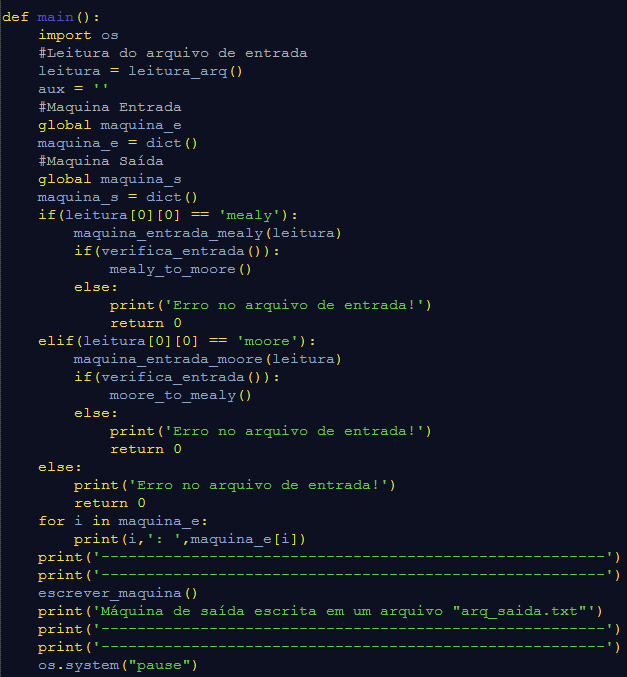 def main():
    import os
    #Leitura do arquivo de entrada
    leitura = leitura_arq()
    aux = ''
    #Maquina Entrada
    global maquina_e
    maquina_e = dict()
    #Maquina Saída
    global maquina_s
    maquina_s = dict()
    if(leitura[0][0] == 'mealy'):
        maquina_entrada_mealy(leitura)
        if(verifica_entrada()):
            mealy_to_moore()
        else:
            print('Erro no arquivo de entrada!')
            return 0
    elif(leitura[0][0] == 'moore'):
        maquina_entrada_moore(leitura)
        if(verifica_entrada()):
            moore_to_mealy()
        else:
            print('Erro no arquivo de entrada!')
            return 0
    else:
        print('Erro no arquivo de entrada!')
        return 0
    for i in maquina_e:
        print(i,': ',maquina_e[i])
    print('--------------------------------------------------------')
    print('--------------------------------------------------------')
    escrever_maquina()
    print('Máquina de saída escrita em um arquivo "arq_saida.txt"')
    print('--------------------------------------------------------')
    print('--------------------------------------------------------')
    os.system("pause")